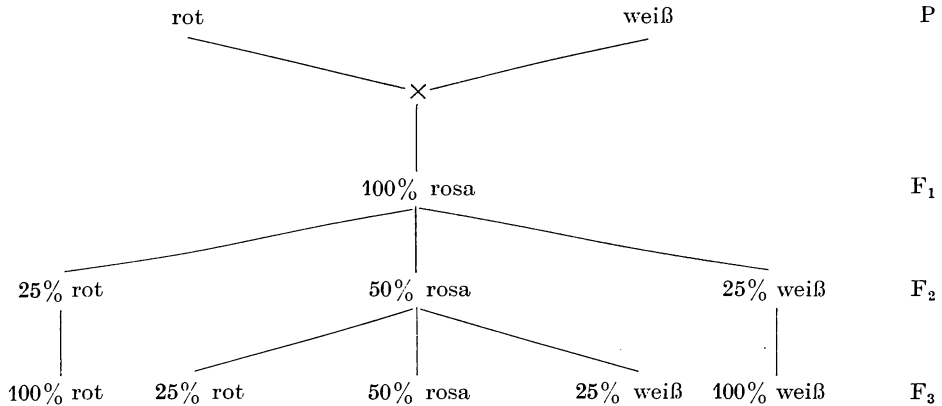 rot weiß P
×
100% rosa F₁
25% rot 50% rosa 25% weiß F₂
100% rot 25% rot 50% rosa 25% weiß 100% weiß F₃